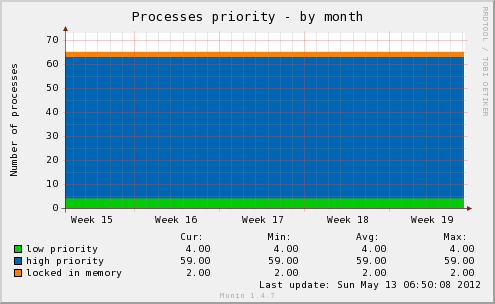 Processes priority - by month
RRDTOOL / TOBI OETIKER
Number of processes
70
60
50
40
30
20
10
0
Week 15 Week 16 Week 17 Week 18 Week 19
Cur: Min: Avg: Max:
low priority 4.00 4.00 4.00 4.00
high priority 59.00 59.00 59.00 59.00
locked in memory 2.00 2.00 2.00 2.00
Last update: Sun May 13 06:50:08 2012
Munin 1.4.7